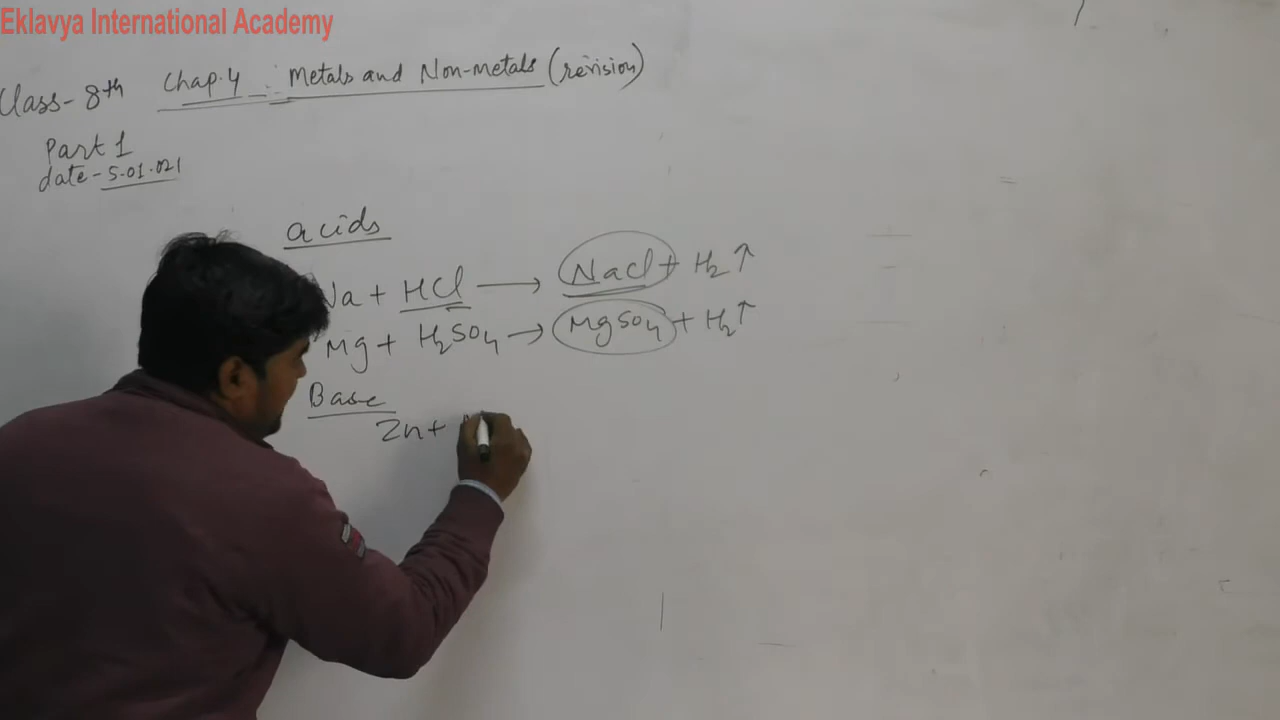 Eklavya International Academy
Class- 8th Chap.4 :- Metals and Non-metals (revision)
Part 1
date - 5.01.021
acids
Na + HCl → NaCl + H2↑
Mg + H2SO4 → MgSO4 + H2↑
Base
Zn +